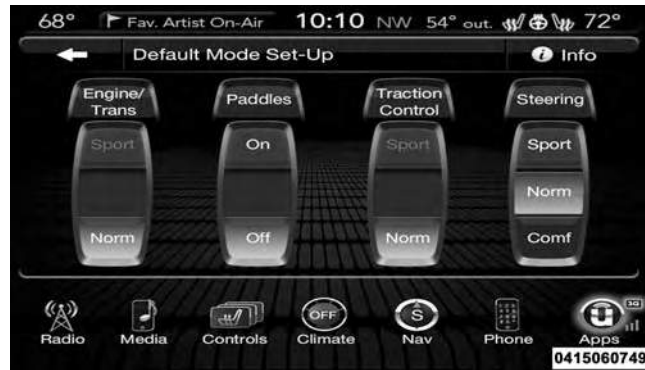 68° Fav. Artist On-Air 10:10 NW 54° out. 72°
Default Mode Set-Up Info
Engine/ Trans Paddles Traction Control Steering
Sport On Sport Sport
Norm
Norm Off Norm Comf
OFF S 3G
Radio Media Controls Climate Nav Phone Apps
0415060749